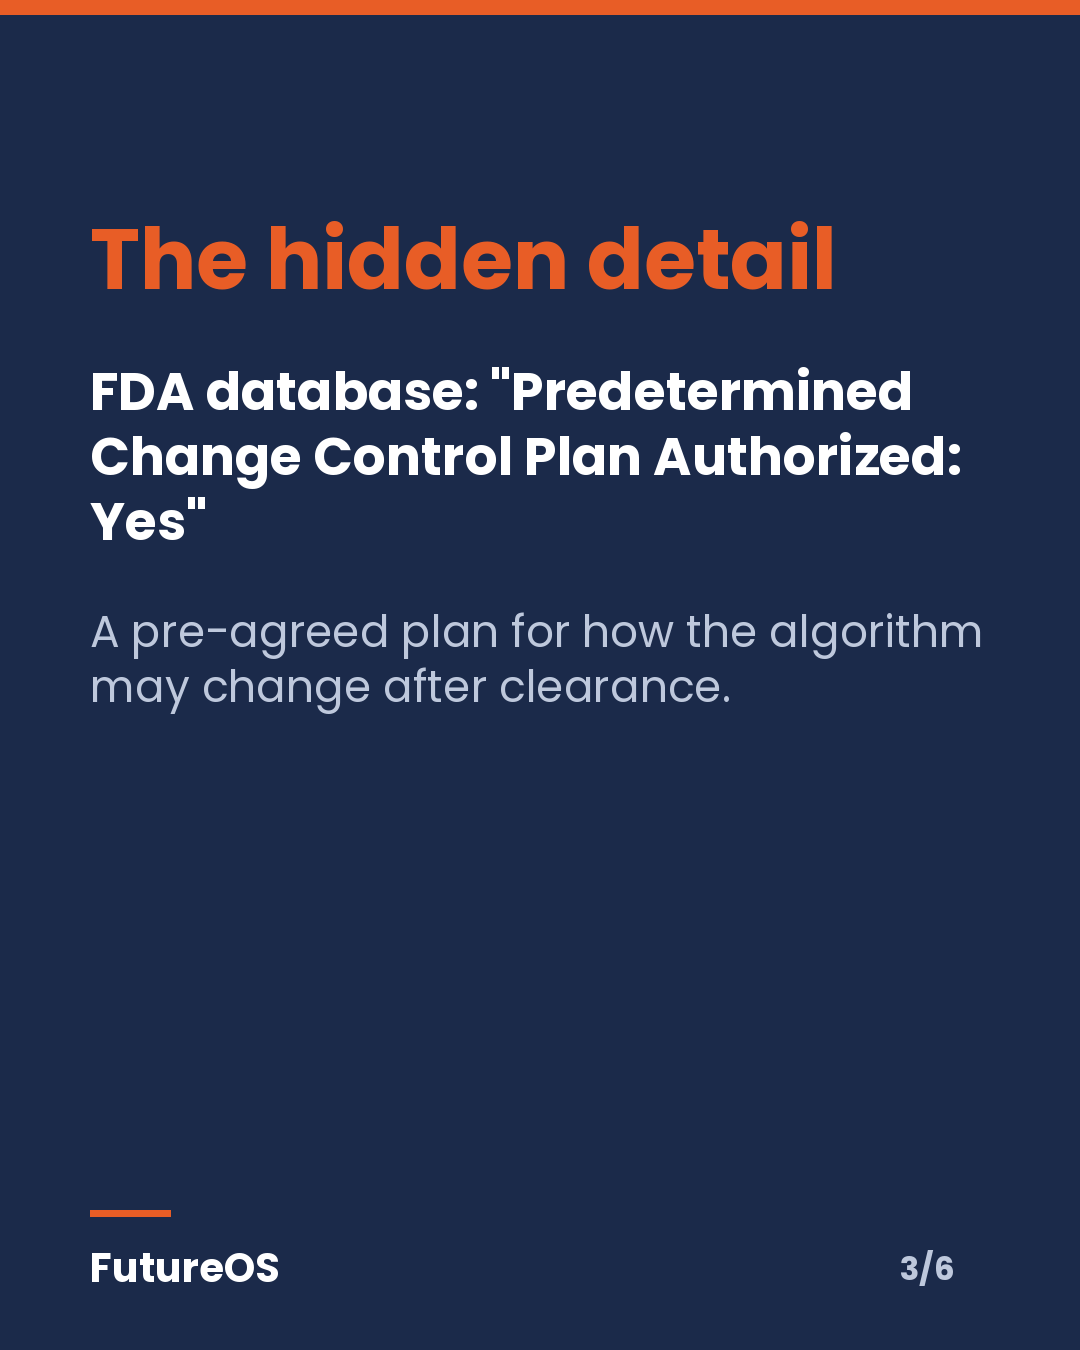 The hidden detail
FDA database: "Predetermined
Change Control Plan Authorized:
Yes"
A pre-agreed plan for how the algorithm
may change after clearance.
FutureOS
3/6